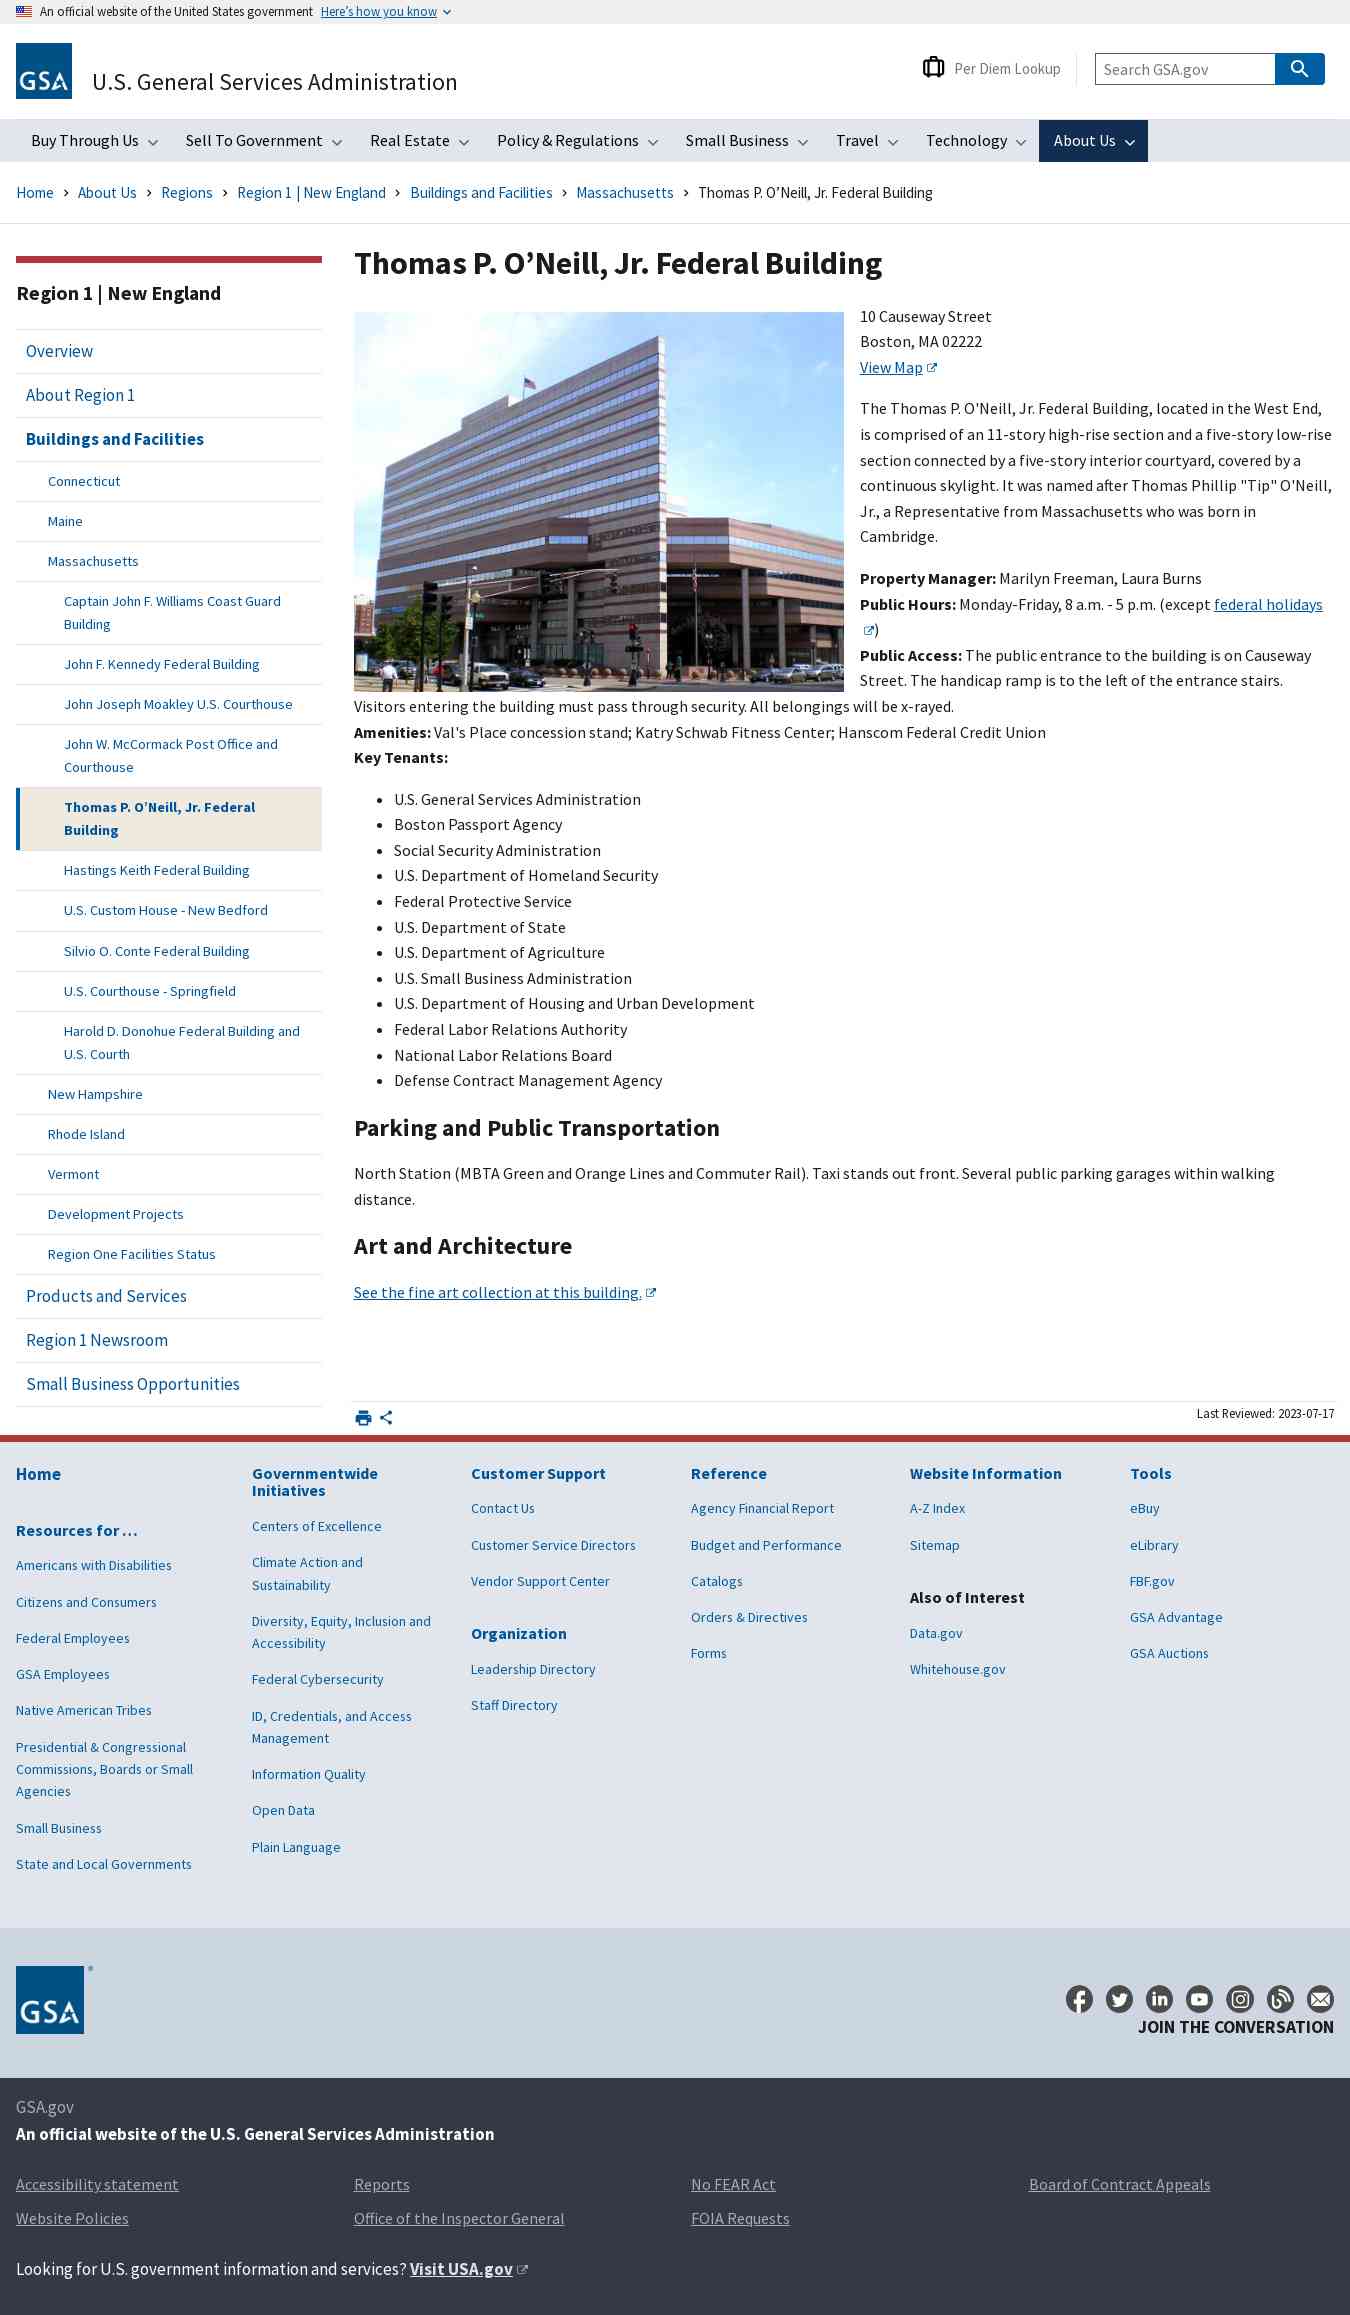 An official website of the United States government Here's how you know
GSA
U.S. General Services Administration
Per Diem Lookup
Search GSA.gov
Buy Through Us
Sell To Government
Real Estate
Policy & Regulations
Small Business
Travel
Technology
About Us
Home › About Us › Regions › Region 1 | New England › Buildings and Facilities › Massachusetts › Thomas P. O’Neill, Jr. Federal Building
Region 1 | New England
Overview
About Region 1
Buildings and Facilities
Connecticut
Maine
Massachusetts
Captain John F. Williams Coast Guard
Building
John F. Kennedy Federal Building
John Joseph Moakley U.S. Courthouse
John W. McCormack Post Office and
Courthouse
Thomas P. O’Neill, Jr. Federal
Building
Hastings Keith Federal Building
U.S. Custom House - New Bedford
Silvio O. Conte Federal Building
U.S. Courthouse - Springfield
Harold D. Donohue Federal Building and
U.S. Courth
New Hampshire
Rhode Island
Vermont
Development Projects
Region One Facilities Status
Products and Services
Region 1 Newsroom
Small Business Opportunities
Thomas P. O’Neill, Jr. Federal Building
10 Causeway Street
Boston, MA 02222
View Map
The Thomas P. O'Neill, Jr. Federal Building, located in the West End,
is comprised of an 11-story high-rise section and a five-story low-rise
section connected by a five-story interior courtyard, covered by a
continuous skylight. It was named after Thomas Phillip "Tip" O'Neill,
Jr., a Representative from Massachusetts who was born in
Cambridge.
Property Manager: Marilyn Freeman, Laura Burns
Public Hours: Monday-Friday, 8 a.m. - 5 p.m. (except federal holidays
)
Public Access: The public entrance to the building is on Causeway
Street. The handicap ramp is to the left of the entrance stairs.
Visitors entering the building must pass through security. All belongings will be x-rayed.
Amenities: Val's Place concession stand; Katry Schwab Fitness Center; Hanscom Federal Credit Union
Key Tenants:
• U.S. General Services Administration
• Boston Passport Agency
• Social Security Administration
• U.S. Department of Homeland Security
• Federal Protective Service
• U.S. Department of State
• U.S. Department of Agriculture
• U.S. Small Business Administration
• U.S. Department of Housing and Urban Development
• Federal Labor Relations Authority
• National Labor Relations Board
• Defense Contract Management Agency
Parking and Public Transportation
North Station (MBTA Green and Orange Lines and Commuter Rail). Taxi stands out front. Several public parking garages within walking
distance.
Art and Architecture
See the fine art collection at this building.
Last Reviewed: 2023-07-17
Home
Resources for …
Americans with Disabilities
Citizens and Consumers
Federal Employees
GSA Employees
Native American Tribes
Presidential & Congressional
Commissions, Boards or Small
Agencies
Small Business
State and Local Governments
Governmentwide
Initiatives
Centers of Excellence
Climate Action and
Sustainability
Diversity, Equity, Inclusion and
Accessibility
Federal Cybersecurity
ID, Credentials, and Access
Management
Information Quality
Open Data
Plain Language
Customer Support
Contact Us
Customer Service Directors
Vendor Support Center
Organization
Leadership Directory
Staff Directory
Reference
Agency Financial Report
Budget and Performance
Catalogs
Orders & Directives
Forms
Website Information
A-Z Index
Sitemap
Also of Interest
Data.gov
Whitehouse.gov
Tools
eBuy
eLibrary
FBF.gov
GSA Advantage
GSA Auctions
GSA
JOIN THE CONVERSATION
GSA.gov
An official website of the U.S. General Services Administration
Accessibility statement
Reports
No FEAR Act
Board of Contract Appeals
Website Policies
Office of the Inspector General
FOIA Requests
Looking for U.S. government information and services? Visit USA.gov